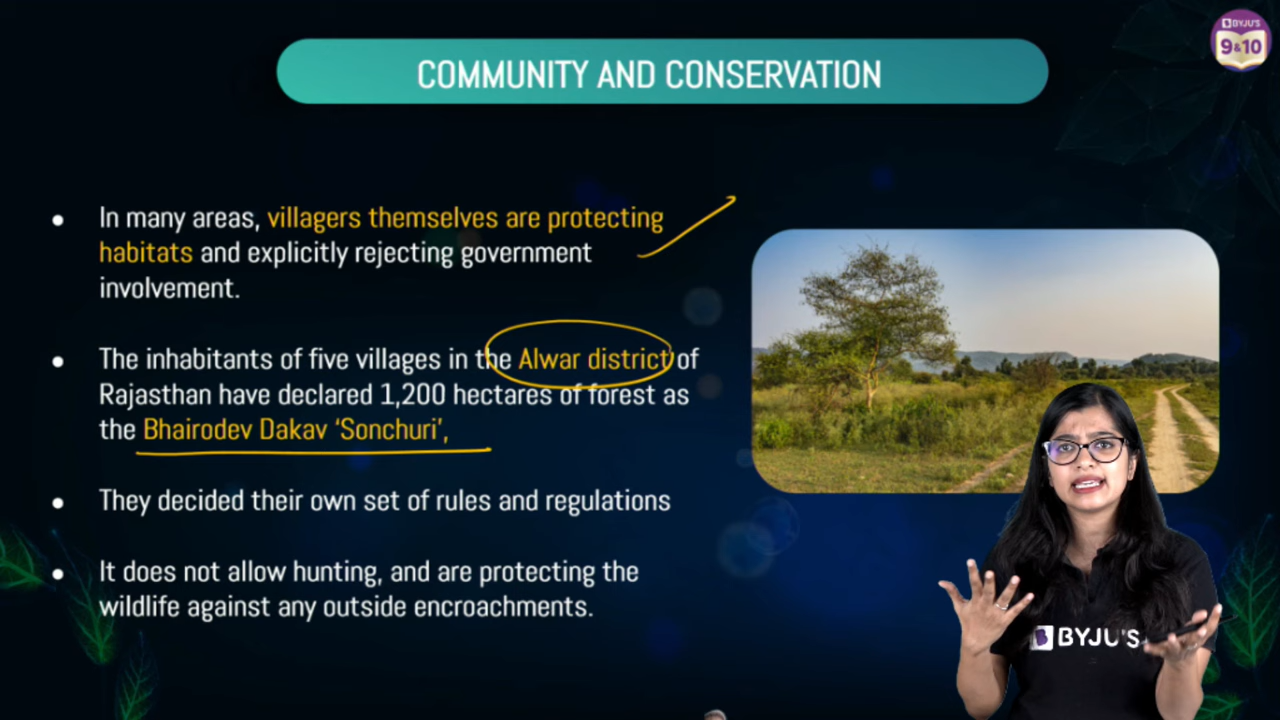 BYJU'S
9&10
COMMUNITY AND CONSERVATION
• In many areas, villagers themselves are protecting
habitats and explicitly rejecting government
involvement.
• The inhabitants of five villages in the Alwar district of
Rajasthan have declared 1,200 hectares of forest as
the Bhairodev Dakav ‘Sonchuri’,
• They decided their own set of rules and regulations
• It does not allow hunting, and are protecting the
wildlife against any outside encroachments.
BYJU'S